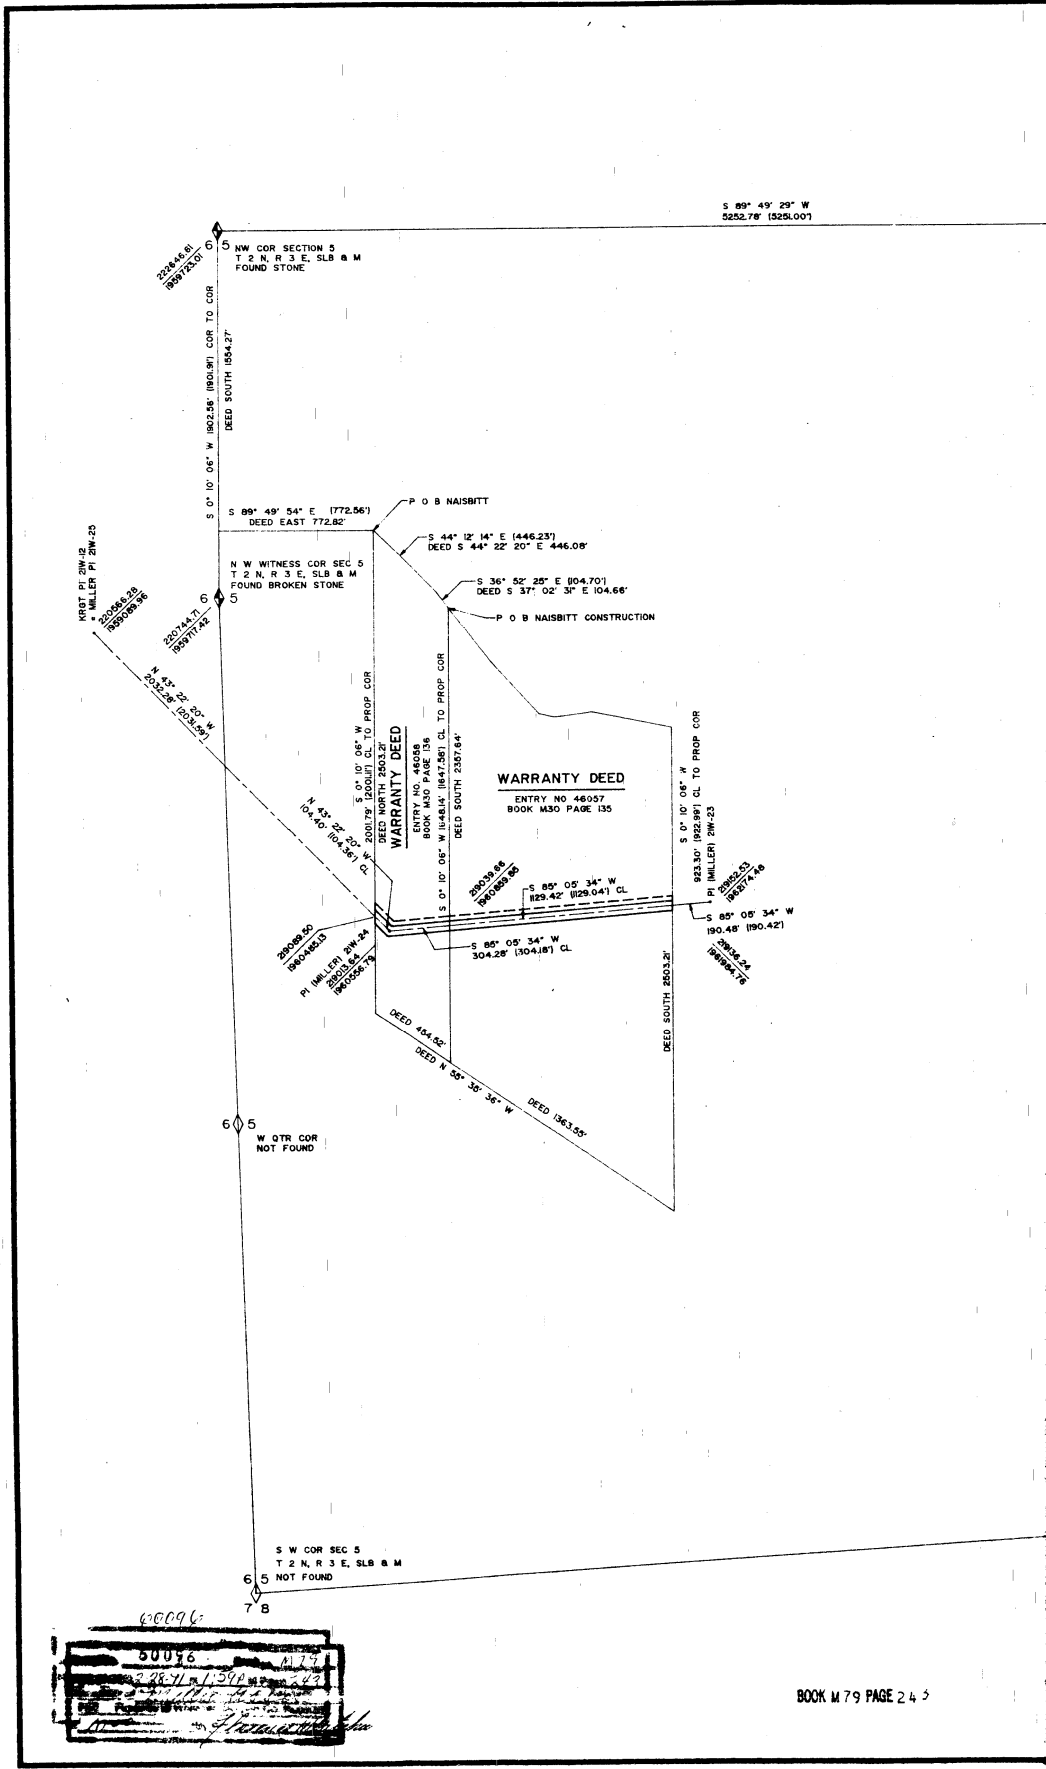 S 89° 49' 29" W
5252.78' (5251.00')
6 5
NW COR SECTION 5
T 2 N, R 3 E, SLB & M
FOUND STONE
222646.61
1959723.01
S 0° 10' 06" W 1902.56' (1901.91') COR TO COR
DEED SOUTH 1554.27'
S 89° 49' 54" E (772.56')
DEED EAST 772.82'
P O B NAISBITT
S 44° 12' 14" E (446.23')
DEED S 44° 22' 20" E 446.08'
N W WITNESS COR SEC 5
T 2 N, R 3 E, SLB & M
FOUND BROKEN STONE
6 5
S 36° 52' 25" E (104.70')
DEED S 37° 02' 31" E 104.66'
P O B NAISBITT CONSTRUCTION
KRGT PI 21W-12
= MILLER PI 21W-25
220566.28
1959089.96
220744.71
1959717.42
N 43° 22' 20" W
2032.28' (2031.59')
S 0° 10' 06" W
2001.79' (2001.11') CL TO PROP COR
DEED NORTH 2503.21'
WARRANTY DEED
ENTRY NO. 46058
BOOK M30 PAGE 136
S 0° 10' 06" W 1648.14' (1647.58') CL TO PROP COR
DEED SOUTH 2357.64'
WARRANTY DEED
ENTRY NO 46057
BOOK M30 PAGE 135
S 0° 10' 06" W
923.30' (922.99') CL TO PROP COR
PI (MILLER) 21W-23
219152.53
1962174.48
N 43° 22' 20" W
104.40' (104.36') CL
219039.66
1960859.85
S 85° 05' 34" W
1129.42' (1129.04') CL
S 85° 05' 34" W
190.48' (190.42')
S 85° 05' 34" W
304.28' (304.18') CL
219089.50
1960485.13
PI (MILLER) 21W-24
219013.64
1960556.79
219136.24
1961984.76
DEED SOUTH 2503.21'
DEED 454.52'
DEED N 55° 35' 36" W
DEED 1363.55'
6 5
W QTR COR
NOT FOUND
S W COR SEC 5
T 2 N, R 3 E, SLB & M
NOT FOUND
6 5
7 8
60096
M79
BOOK M79 PAGE 243